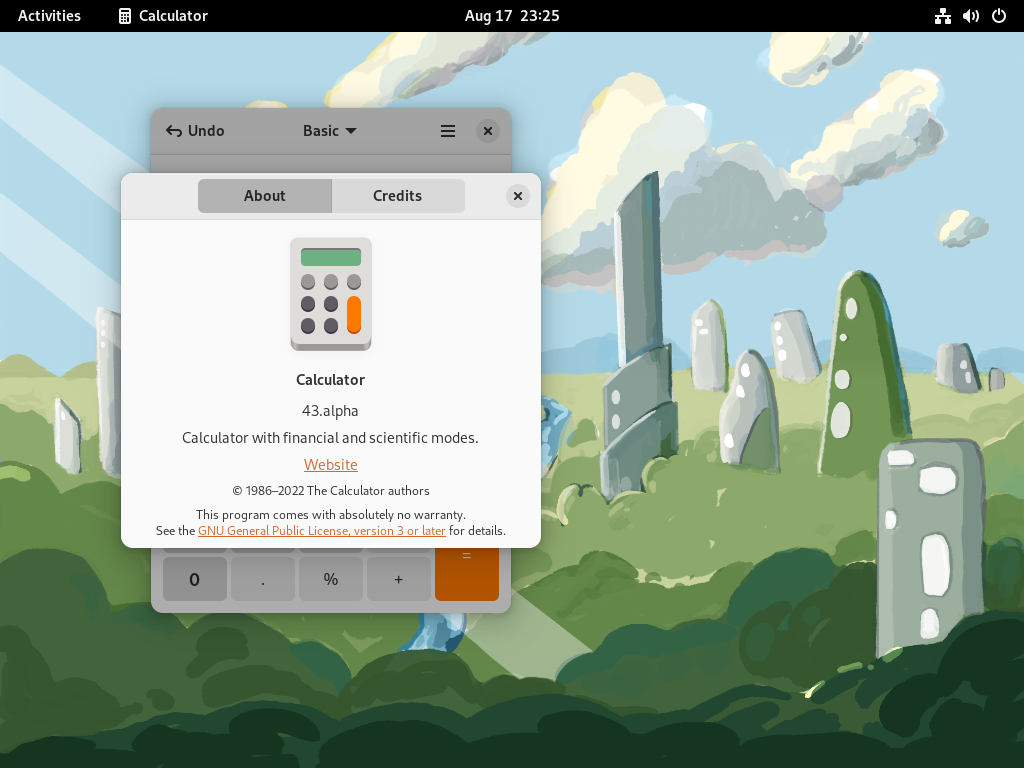 Activities
Calculator
Aug 17 23:25
Undo
Basic
About
Credits
Calculator
43.alpha
Calculator with financial and scientific modes.
Website
© 1986–2022 The Calculator authors
This program comes with absolutely no warranty.
See the GNU General Public License, version 3 or later for details.
=
0 . % +